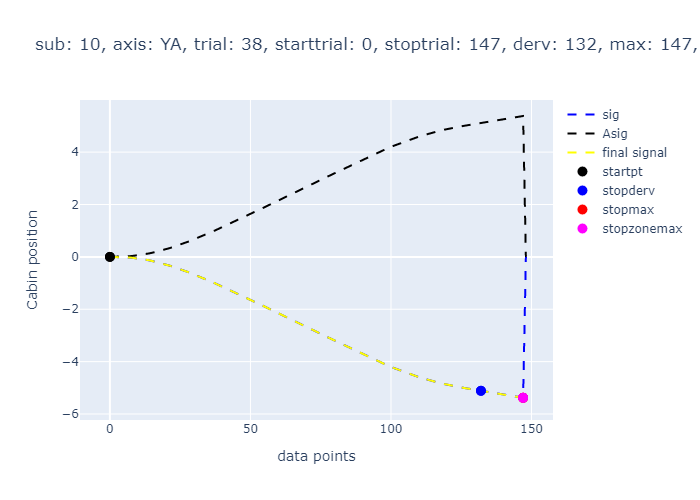 sub: 10, axis: YA, trial: 38, starttrial: 0, stoptrial: 147, derv: 132, max: 147,
sig
Asig
final signal
startpt
stopderv
stopmax
stopzonemax
Cabin position
4
2
0
−2
−4
−6
0
50
100
150
data points